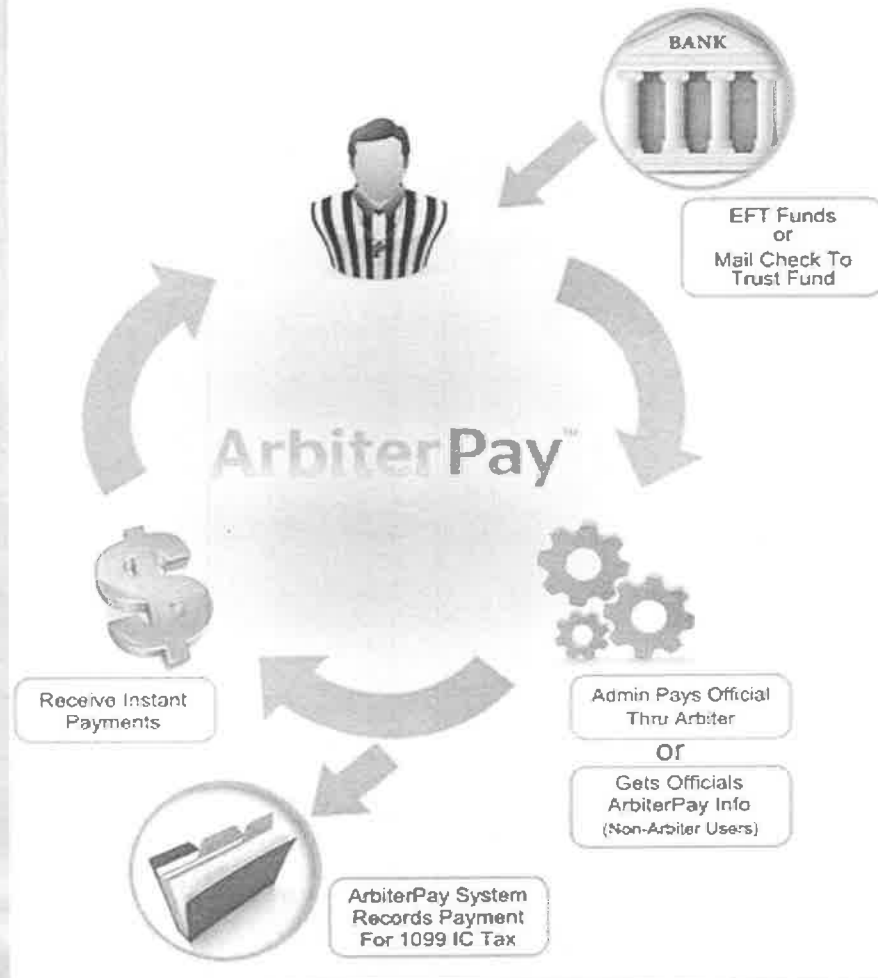 BANK
EFT Funds
or
Mail Check To
Trust Fund
ArbiterPay™
Receive Instant
Payments
Admin Pays Official
Thru Arbiter
or
Gets Officials
ArbiterPay Info
(Non-Arbiter Users)
ArbiterPay System
Records Payment
For 1099 IC Tax